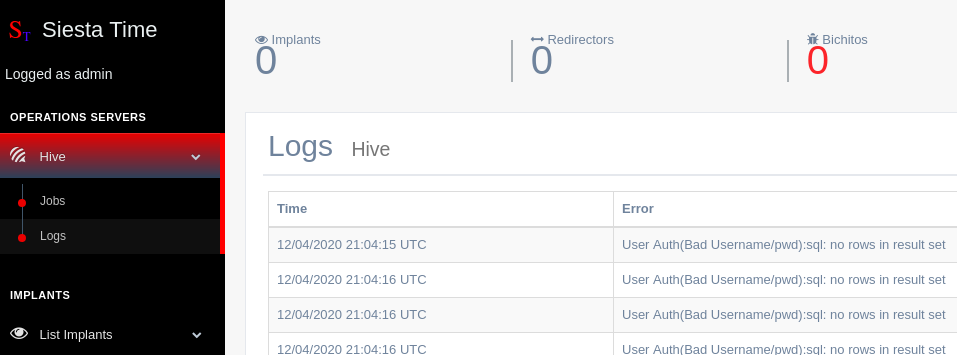 ST Siesta Time
Logged as admin
OPERATIONS SERVERS
Hive
Jobs
Logs
IMPLANTS
List Implants
Implants
0
Redirectors
0
Bichitos
0
Logs Hive
Time Error
12/04/2020 21:04:15 UTC User Auth(Bad Username/pwd):sql: no rows in result set
12/04/2020 21:04:16 UTC User Auth(Bad Username/pwd):sql: no rows in result set
12/04/2020 21:04:16 UTC User Auth(Bad Username/pwd):sql: no rows in result set
12/04/2020 21:04:16 UTC User Auth(Bad Username/pwd):sql: no rows in result set